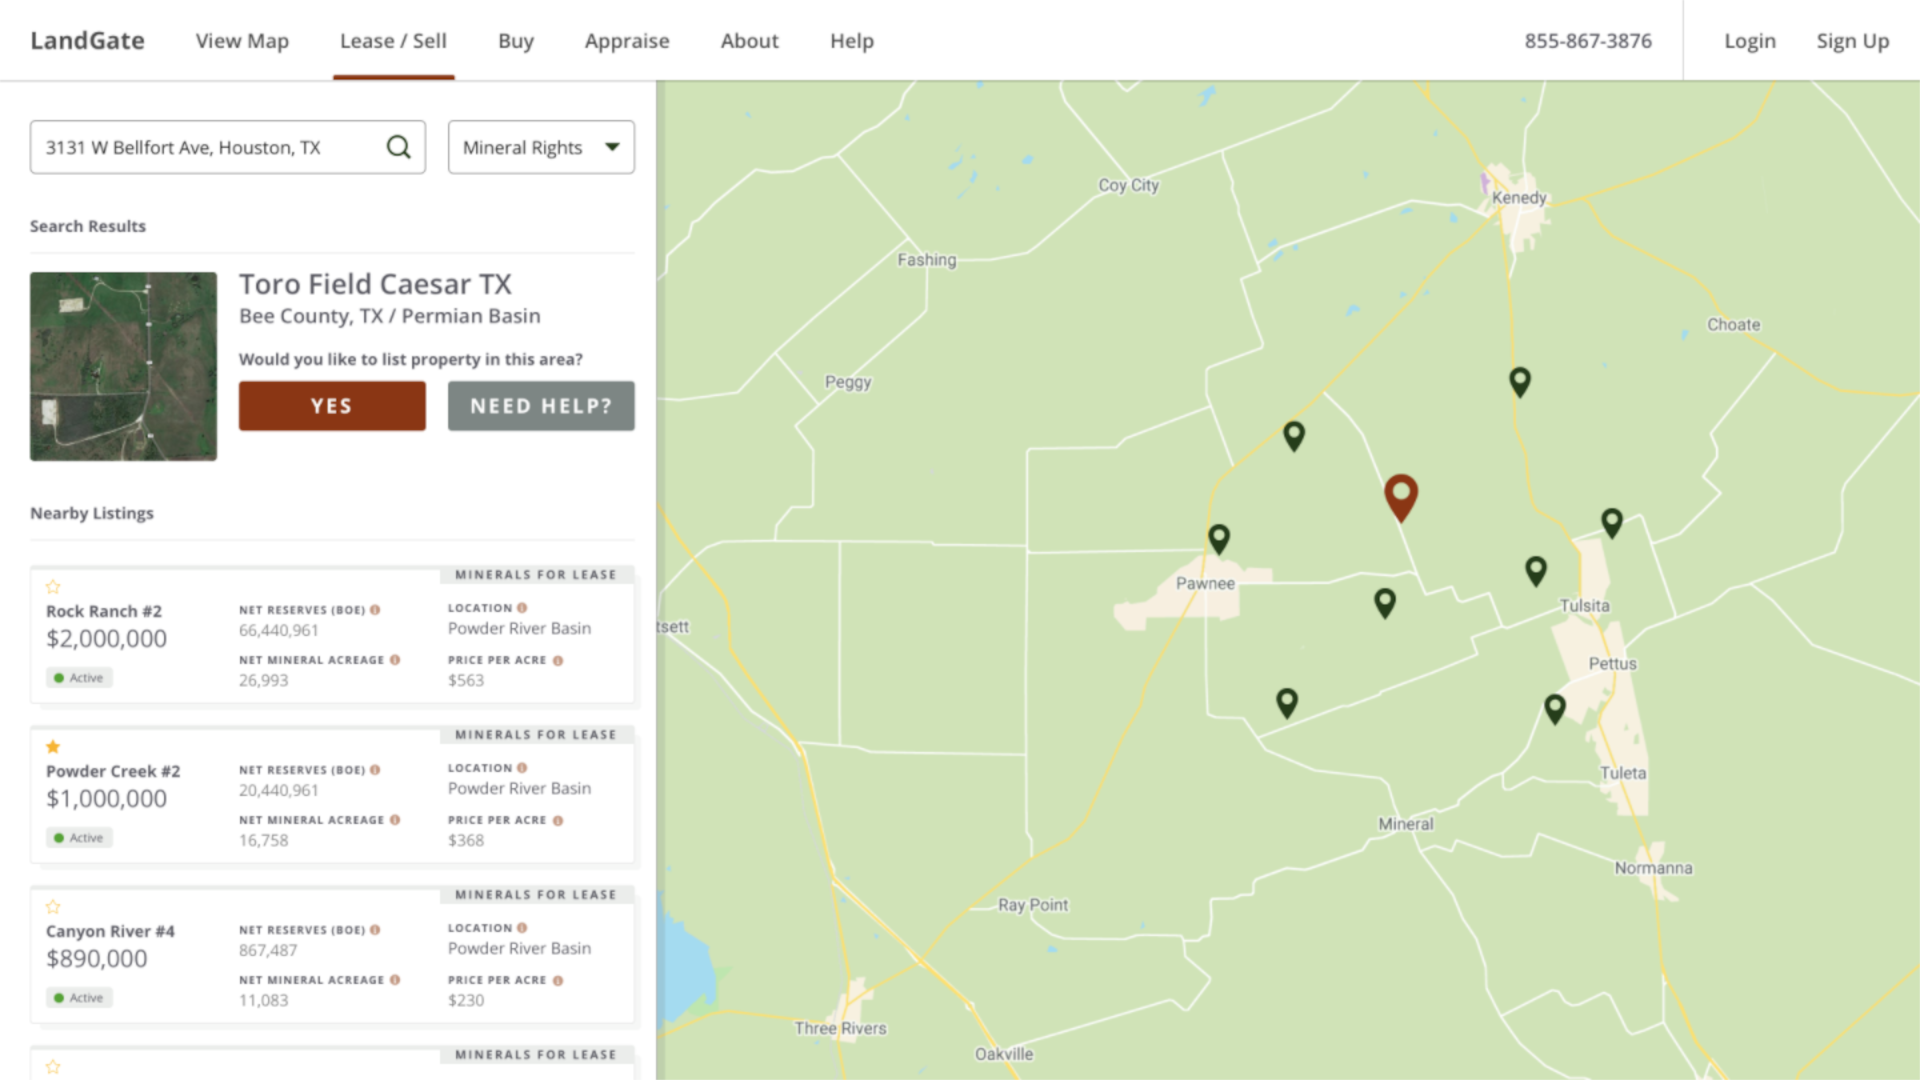 LandGate View Map Lease / Sell Buy Appraise About Help 855-867-3876 Login Sign Up
3131 W Bellfort Ave, Houston, TX Mineral Rights
Search Results
Toro Field Caesar TX
Bee County, TX / Permian Basin
Would you like to list property in this area?
YES NEED HELP?
Nearby Listings
MINERALS FOR LEASE
Rock Ranch #2
$2,000,000
Active
NET RESERVES (BOE)
66,440,961
NET MINERAL ACREAGE
26,993
LOCATION
Powder River Basin
PRICE PER ACRE
$563
MINERALS FOR LEASE
Powder Creek #2
$1,000,000
Active
NET RESERVES (BOE)
20,440,961
NET MINERAL ACREAGE
16,758
LOCATION
Powder River Basin
PRICE PER ACRE
$368
MINERALS FOR LEASE
Canyon River #4
$890,000
Active
NET RESERVES (BOE)
867,487
NET MINERAL ACREAGE
11,083
LOCATION
Powder River Basin
PRICE PER ACRE
$230
MINERALS FOR LEASE
Coy City
Kenedy
Fashing
Choate
Peggy
Pawnee
Tulsita
tsett
Pettus
Tuleta
Mineral
Normanna
Ray Point
Three Rivers
Oakville